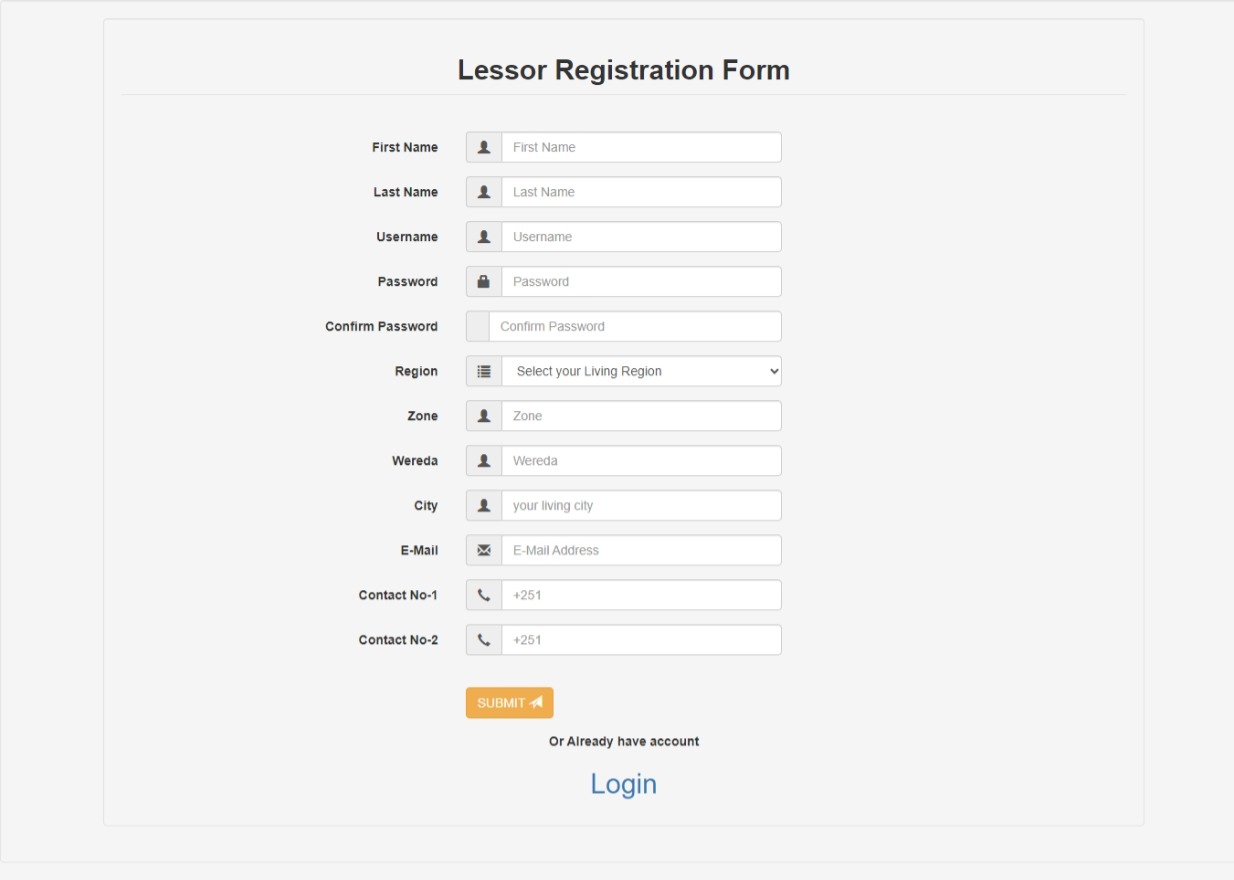 Lessor Registration Form
First Name First Name
Last Name Last Name
Username Username
Password Password
Confirm Password Confirm Password
Region Select your Living Region
Zone Zone
Wereda Wereda
City your living city
E-Mail E-Mail Address
Contact No-1 +251
Contact No-2 +251
SUBMIT
Or Already have account
Login